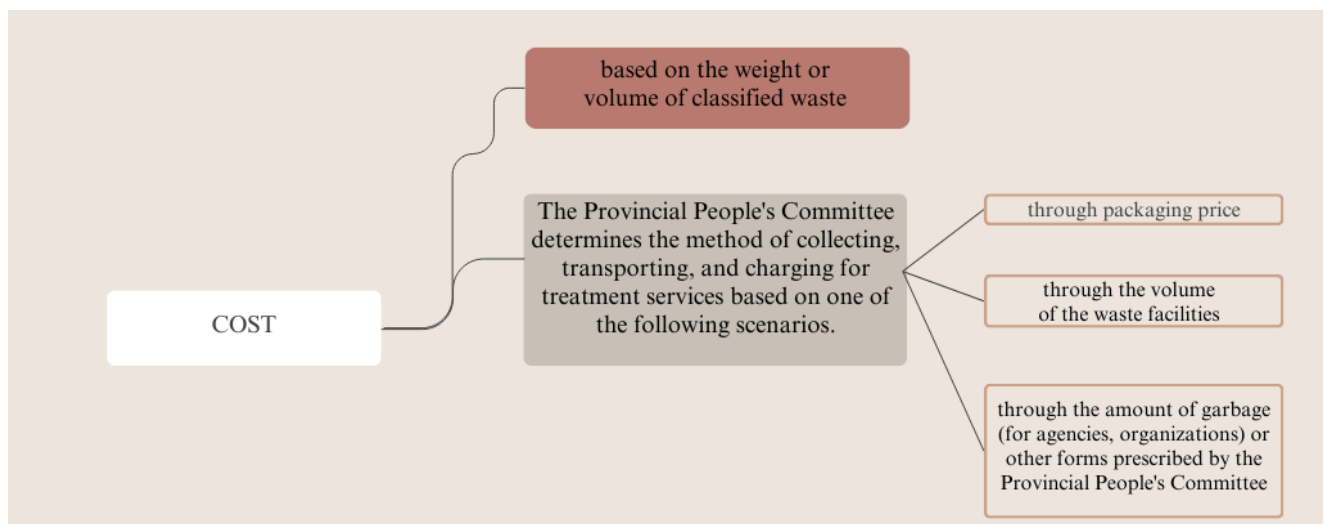 COST
based on the weight or
volume of classified waste
The Provincial People's Committee
determines the method of collecting,
transporting, and charging for
treatment services based on one of
the following scenarios.
through packaging price
through the volume
of the waste facilities
through the amount of garbage
(for agencies, organizations) or
other forms prescribed by the
Provincial People's Committee